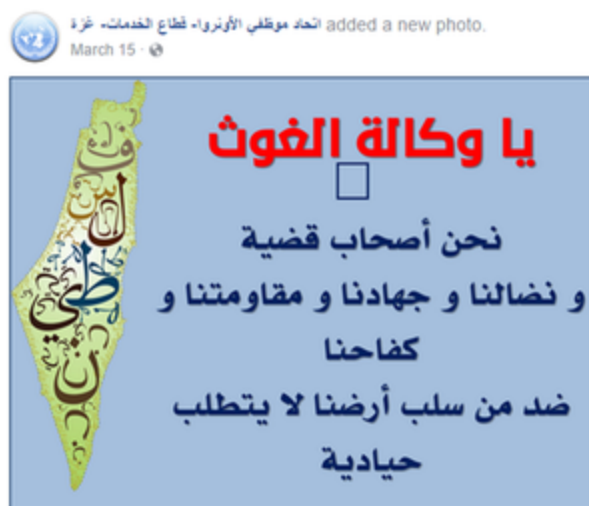 اتحاد موظفي الأونروا- قطاع الخدمات- غزة added a new photo.
March 15 ·
يا وكالة الغوث
نحن أصحاب قضية
و نضالنا و جهادنا و مقاومتنا و
كفاحنا
ضد من سلب أرضنا لا يتطلب
حيادية
فلسطين